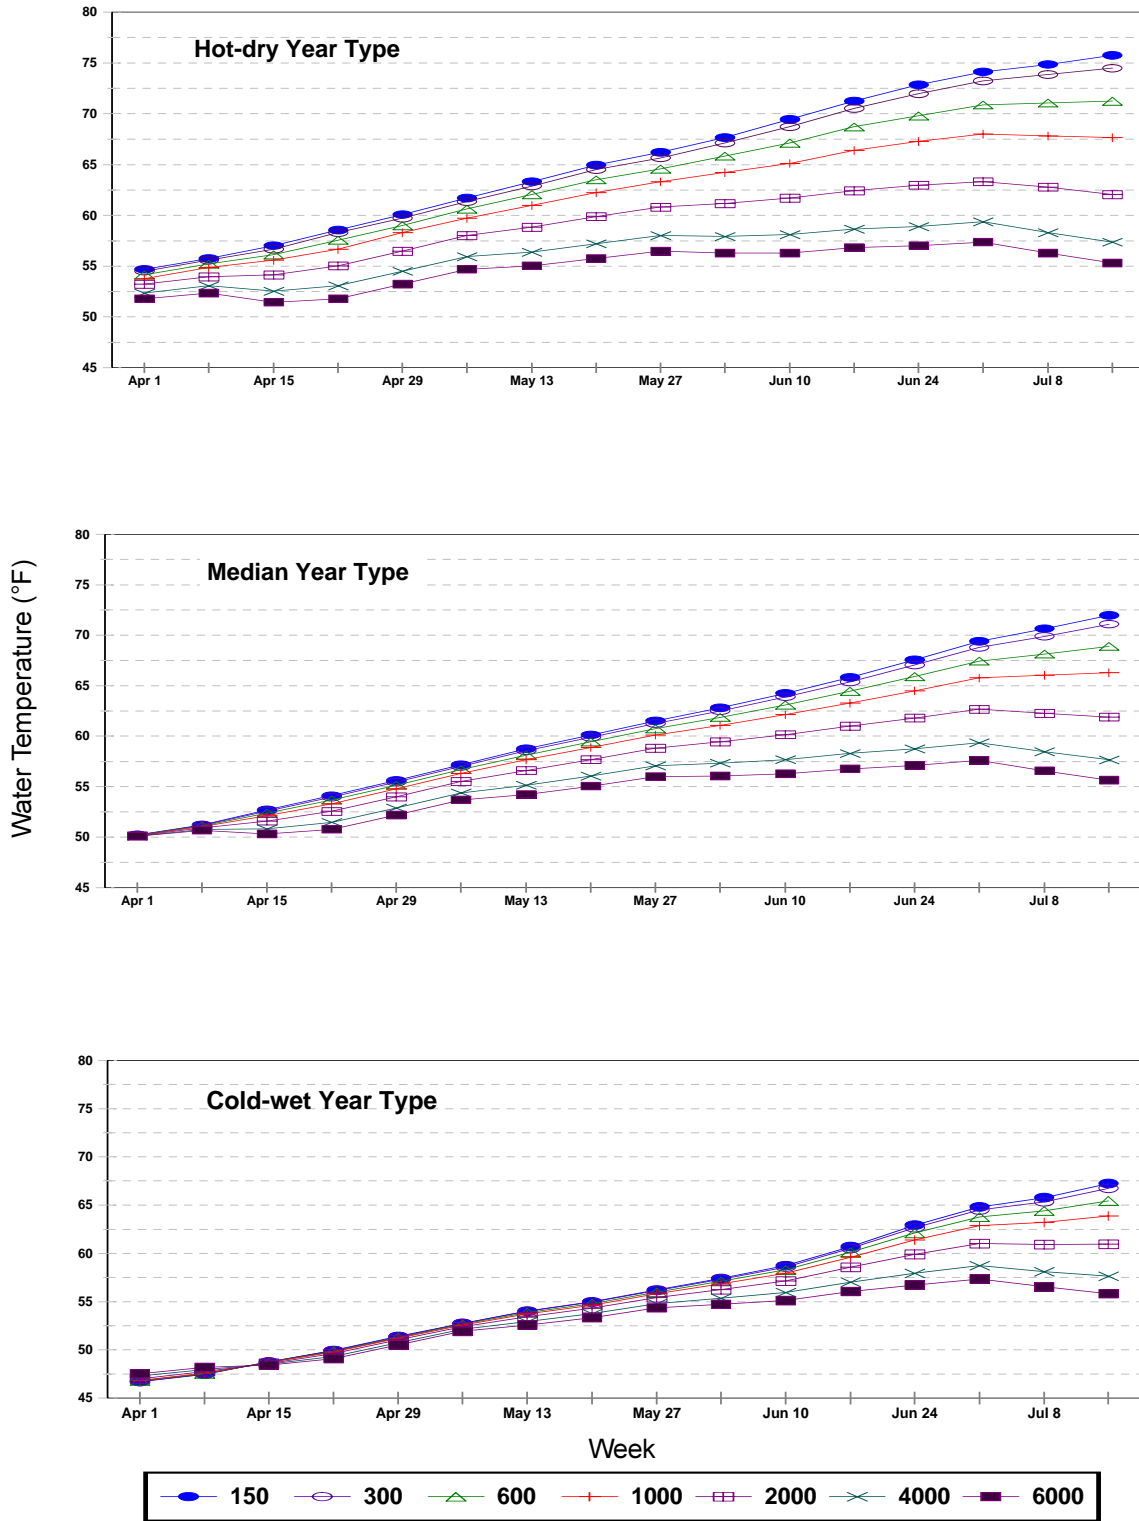 80
Hot-dry Year Type
75
70
65
60
55
50
45
Apr 1 Apr 15 Apr 29 May 13 May 27 Jun 10 Jun 24 Jul 8
Water Temperature (°F)
80
Median Year Type
75
70
65
60
55
50
45
Apr 1 Apr 15 Apr 29 May 13 May 27 Jun 10 Jun 24 Jul 8
80
Cold-wet Year Type
75
70
65
60
55
50
45
Apr 1 Apr 15 Apr 29 May 13 May 27 Jun 10 Jun 24 Jul 8
Week
150 300 600 1000 2000 4000 6000